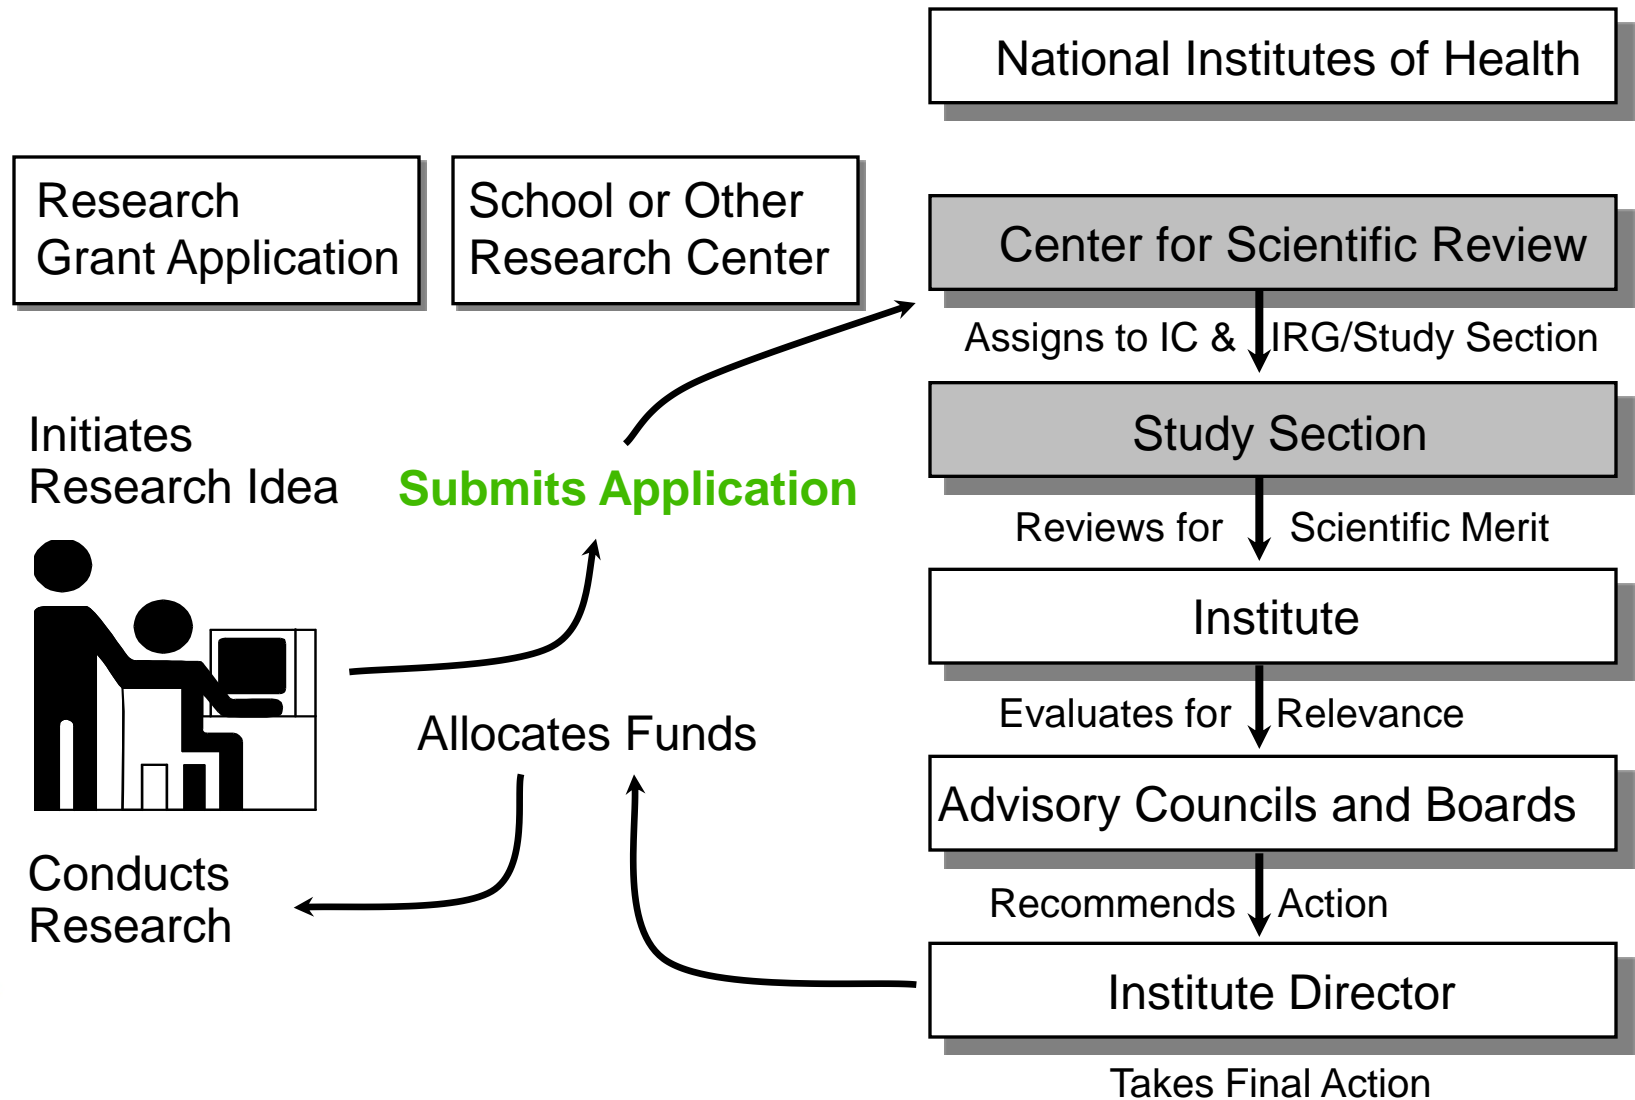 National Institutes of Health
Research
Grant Application
School or Other
Research Center
Center for Scientific Review
Assigns to IC & IRG/Study Section
Initiates
Research Idea
Submits Application
Study Section
Reviews for Scientific Merit
Institute
Evaluates for Relevance
Allocates Funds
Advisory Councils and Boards
Recommends Action
Conducts
Research
Institute Director
Takes Final Action